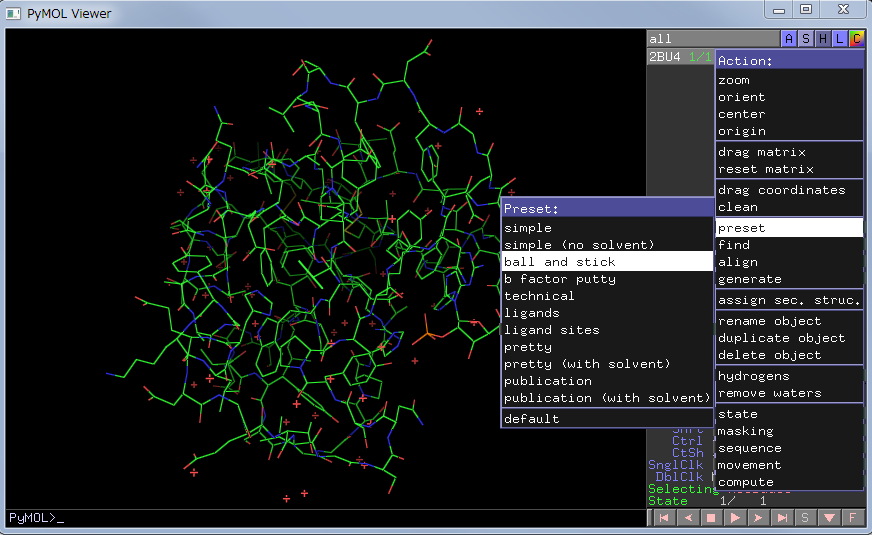 PyMOL Viewer
all A S H L C
2BU4 1/1
Action:
zoom
orient
center
origin
drag matrix
reset matrix
drag coordinates
clean
preset
find
align
generate
assign sec. struc.
rename object
duplicate object
delete object
hydrogens
remove waters
state
masking
sequence
movement
compute
Preset:
simple
simple (no solvent)
ball and stick
b factor putty
technical
ligands
ligand sites
pretty
pretty (with solvent)
publication
publication (with solvent)
default
Ctrl
CtSh
SnglClk
DblClk
Selecting
State 1/ 1
S F
PyMOL>_